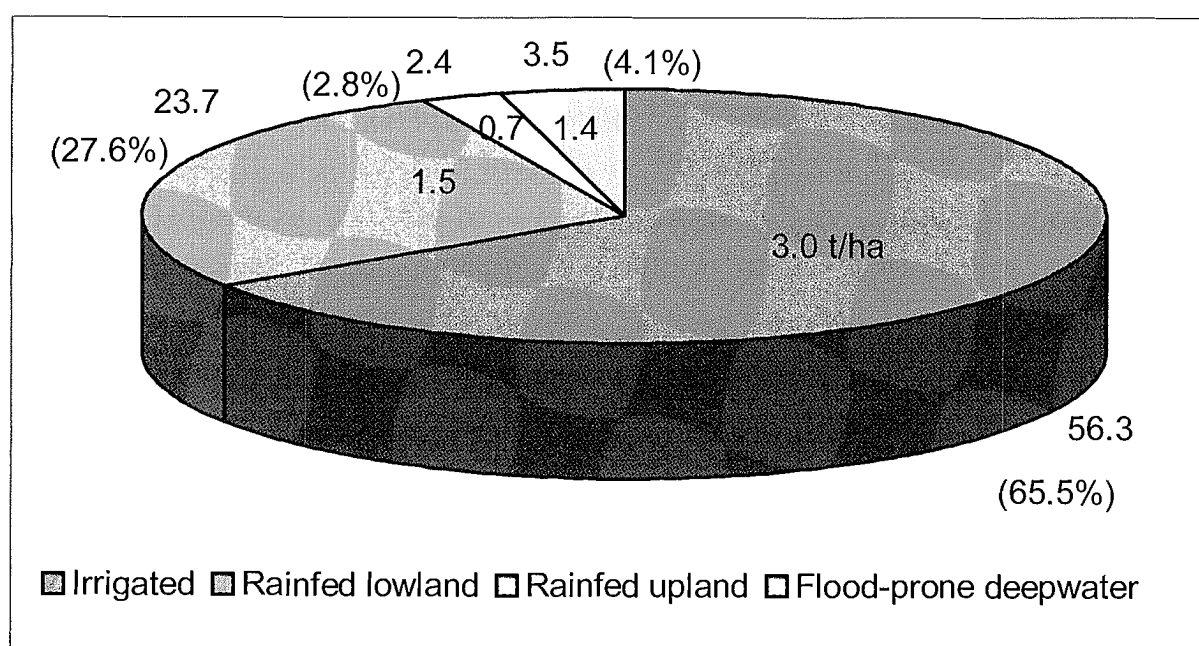 2.4 3.5 (4.1%)
(2.8%)
23.7
(27.6%)
0.7 1.4
1.5
3.0 t/ha
56.3
(65.5%)
Irrigated Rainfed lowland Rainfed upland Flood-prone deepwater